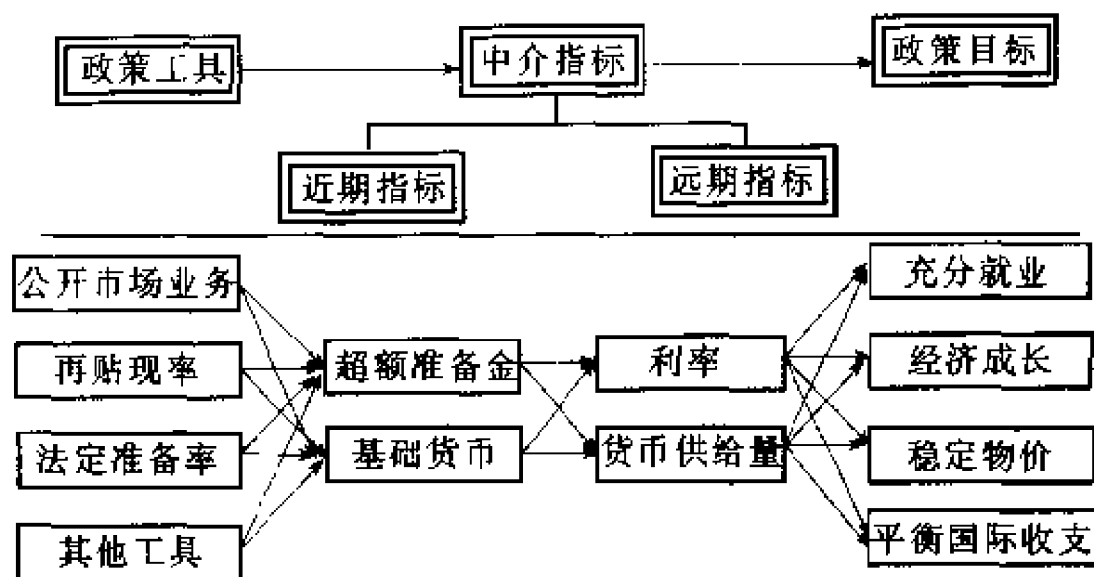 政策工具
中介指标
政策目标
近期指标
远期指标
公开市场业务
充分就业
再贴现率
超额准备金
利率
经济成长
法定准备率
基础货币
货币供给量
稳定物价
其他工具
平衡国际收支